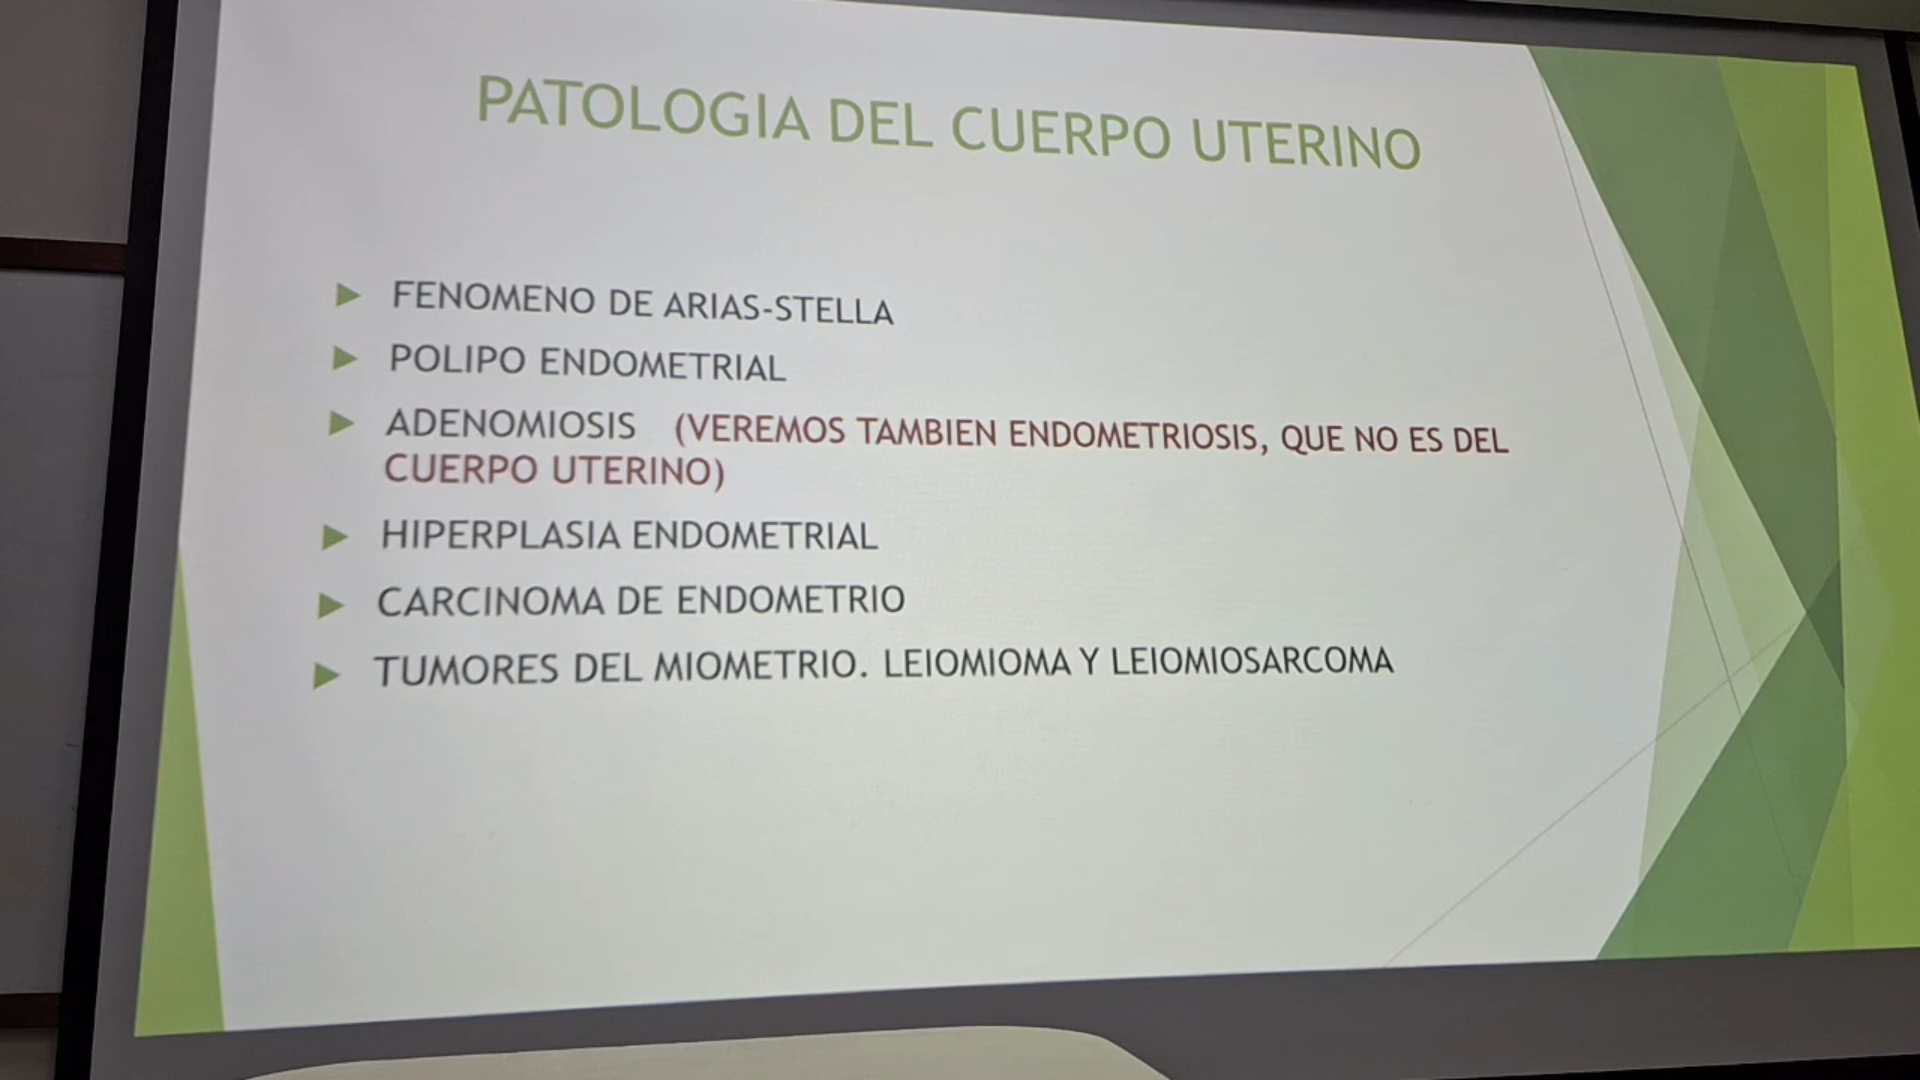 PATOLOGIA DEL CUERPO UTERINO
FENOMENO DE ARIAS-STELLA
POLIPO ENDOMETRIAL
ADENOMIOSIS (VEREMOS TAMBIEN ENDOMETRIOSIS, QUE NO ES DEL
CUERPO UTERINO)
HIPERPLASIA ENDOMETRIAL
CARCINOMA DE ENDOMETRIO
TUMORES DEL MIOMETRIO. LEIOMIOMA Y LEIOMIOSARCOMA